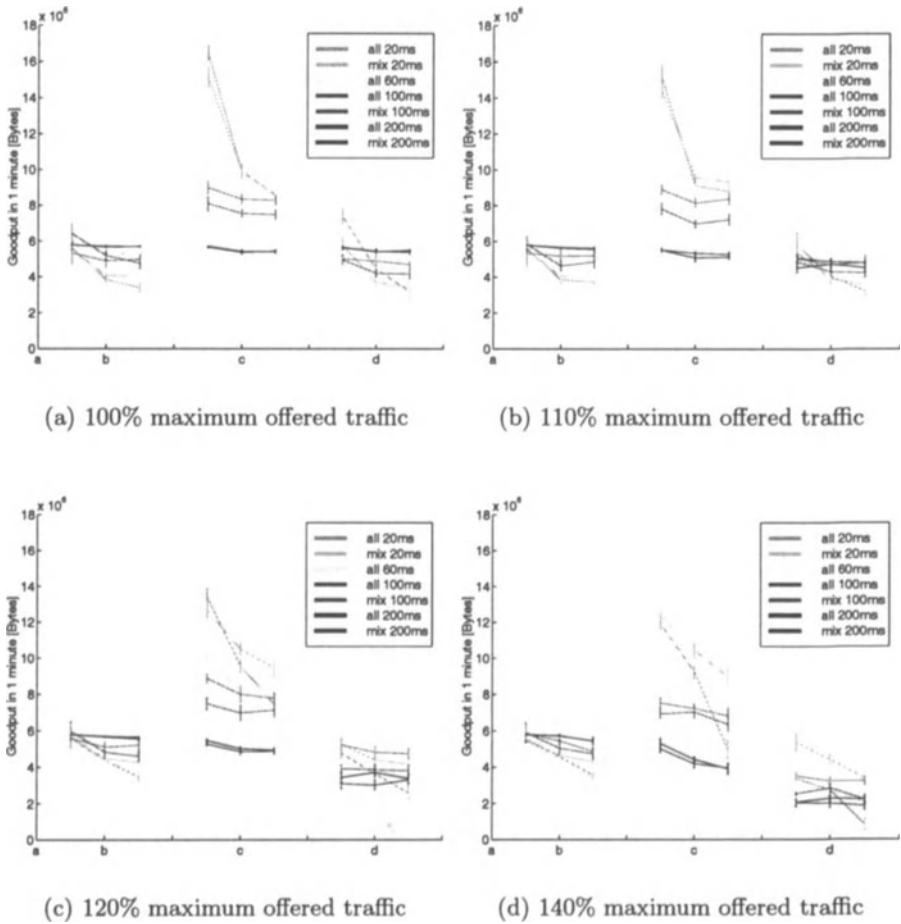 x 10⁶
18
16
14
12
10
8
6
4
2
0
Goodput in 1 minute [Bytes]
all 20ms
mix 20ms
all 60ms
all 100ms
mix 100ms
all 200ms
mix 200ms
a b c d
(a) 100% maximum offered traffic
x 10⁶
18
16
14
12
10
8
6
4
2
0
Goodput in 1 minute [Bytes]
all 20ms
mix 20ms
all 60ms
all 100ms
mix 100ms
all 200ms
mix 200ms
a b c d
(b) 110% maximum offered traffic
x 10⁶
18
16
14
12
10
8
6
4
2
0
Goodput in 1 minute [Bytes]
all 20ms
mix 20ms
all 60ms
all 100ms
mix 100ms
all 200ms
mix 200ms
a b c d
(c) 120% maximum offered traffic
x 10⁶
18
16
14
12
10
8
6
4
2
0
Goodput in 1 minute [Bytes]
all 20ms
mix 20ms
all 60ms
all 100ms
mix 100ms
all 200ms
mix 200ms
a b c d
(d) 140% maximum offered traffic